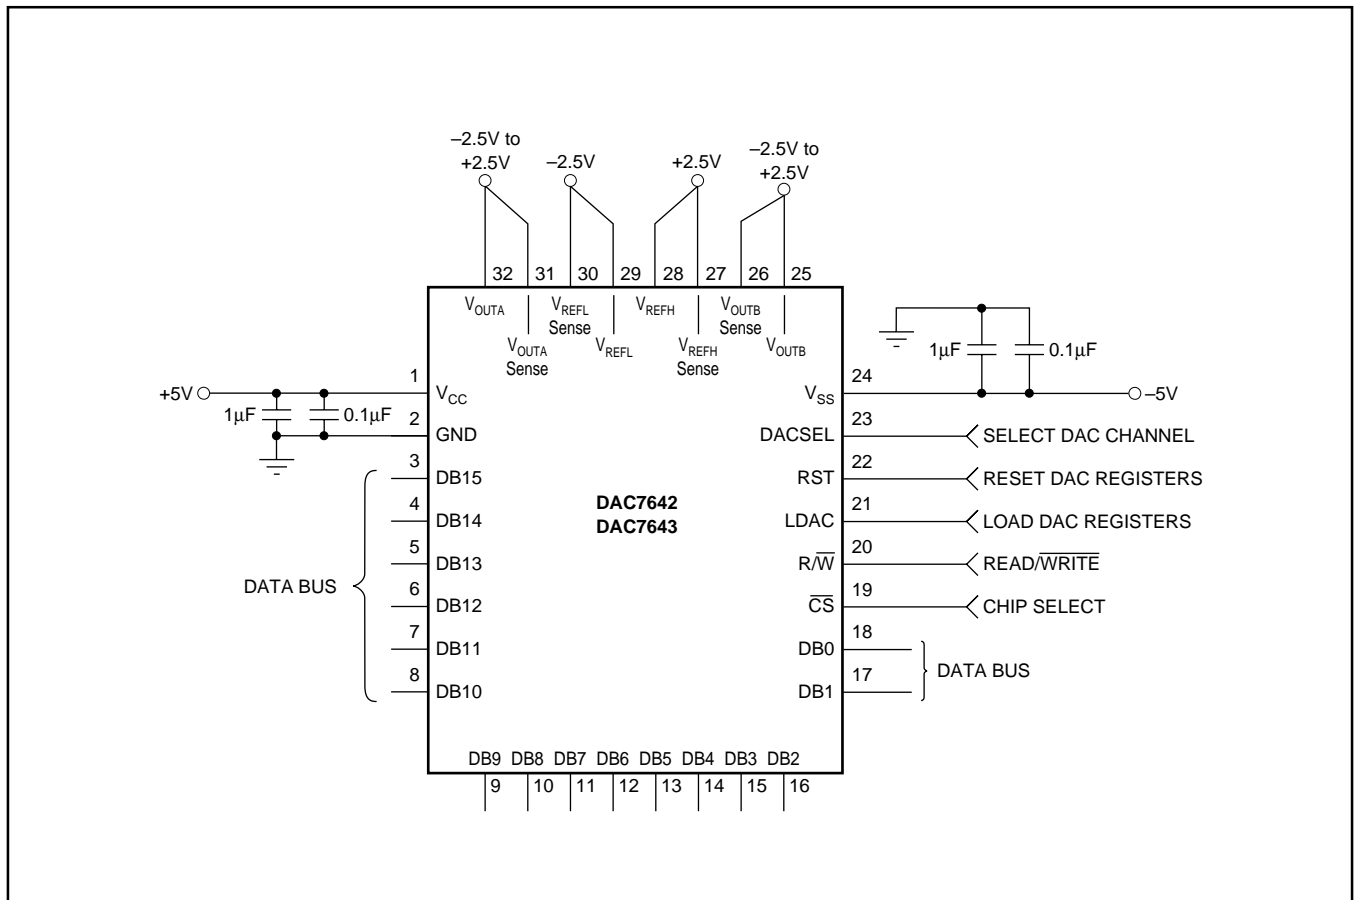 –2.5V to
+2.5V
–2.5V
+2.5V
–2.5V to
+2.5V
32 31 30 29 28 27 26 25
VOUTA
VOUTA
Sense
VREFL
Sense
VREFL
VREFH
VREFH
Sense
VOUTB
Sense
VOUTB
+5V
1µF
0.1µF
1µF
0.1µF
–5V
1 VCC
2 GND
3 DB15
4 DB14
5 DB13
6 DB12
7 DB11
8 DB10
DATA BUS
DAC7642
DAC7643
VSS 24
DACSEL 23 SELECT DAC CHANNEL
RST 22 RESET DAC REGISTERS
LDAC 21 LOAD DAC REGISTERS
R/W̅ 20 READ/W̅R̅I̅T̅E̅
C̅S̅ 19 CHIP SELECT
DB0 18
DB1 17
DATA BUS
DB9 DB8 DB7 DB6 DB5 DB4 DB3 DB2
9 10 11 12 13 14 15 16